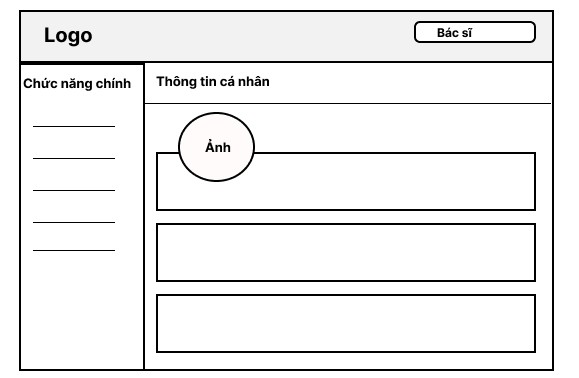 Logo
Bác sĩ
Chức năng chính
Thông tin cá nhân
Ảnh